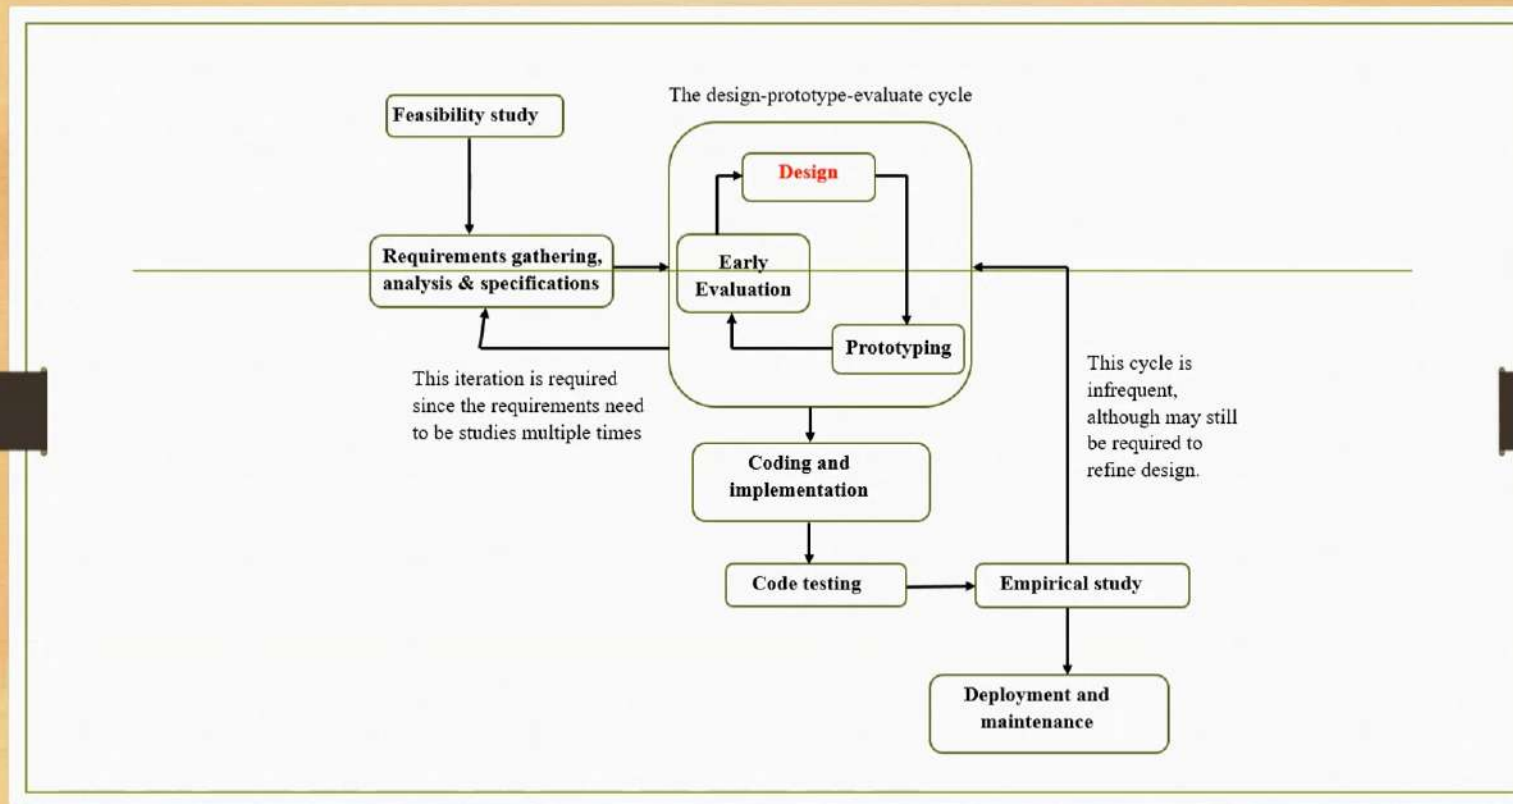 The design-prototype-evaluate cycle
Feasibility study
Design
Requirements gathering,
analysis & specifications
Early
Evaluation
Prototyping
This iteration is required
since the requirements need
to be studies multiple times
This cycle is
infrequent,
although may still
be required to
refine design.
Coding and
implementation
Code testing
Empirical study
Deployment and
maintenance